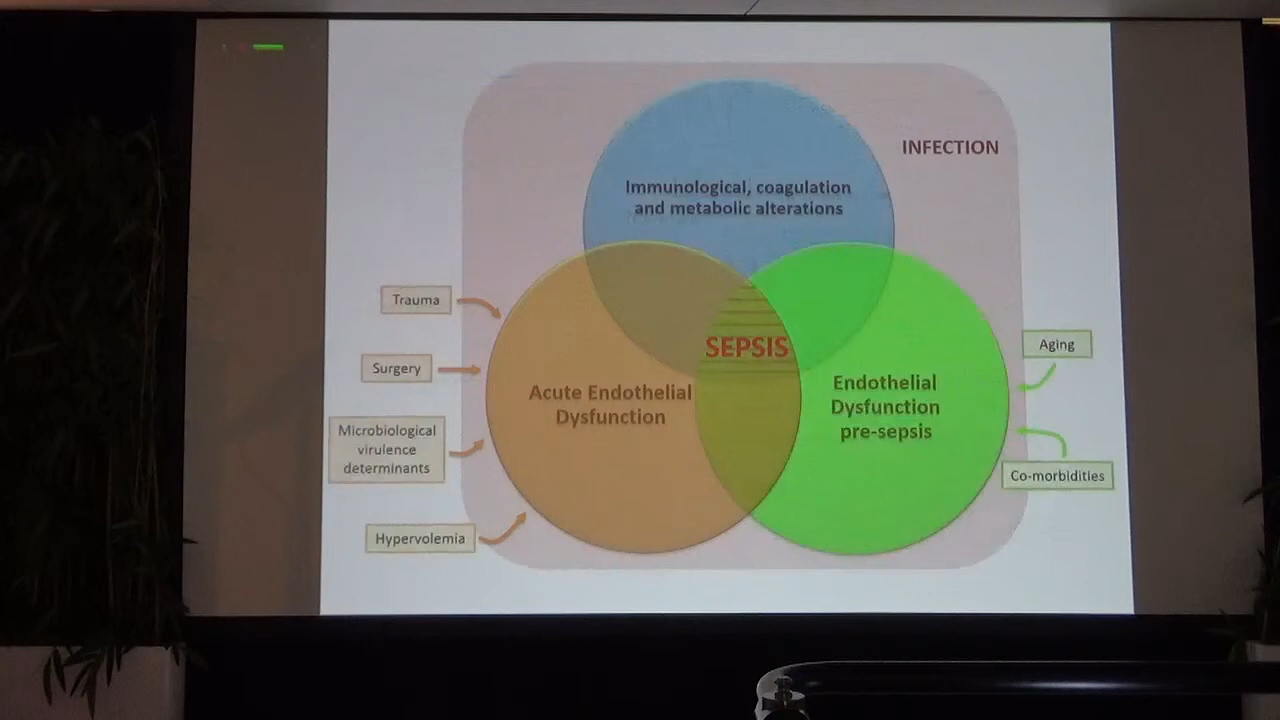 INFECTION
Immunological, coagulation
and metabolic alterations
Trauma
Surgery
Microbiological
virulence
determinants
Hypervolemia
SEPSIS
Acute Endothelial
Dysfunction
Endothelial
Dysfunction
pre-sepsis
Aging
Co-morbidities